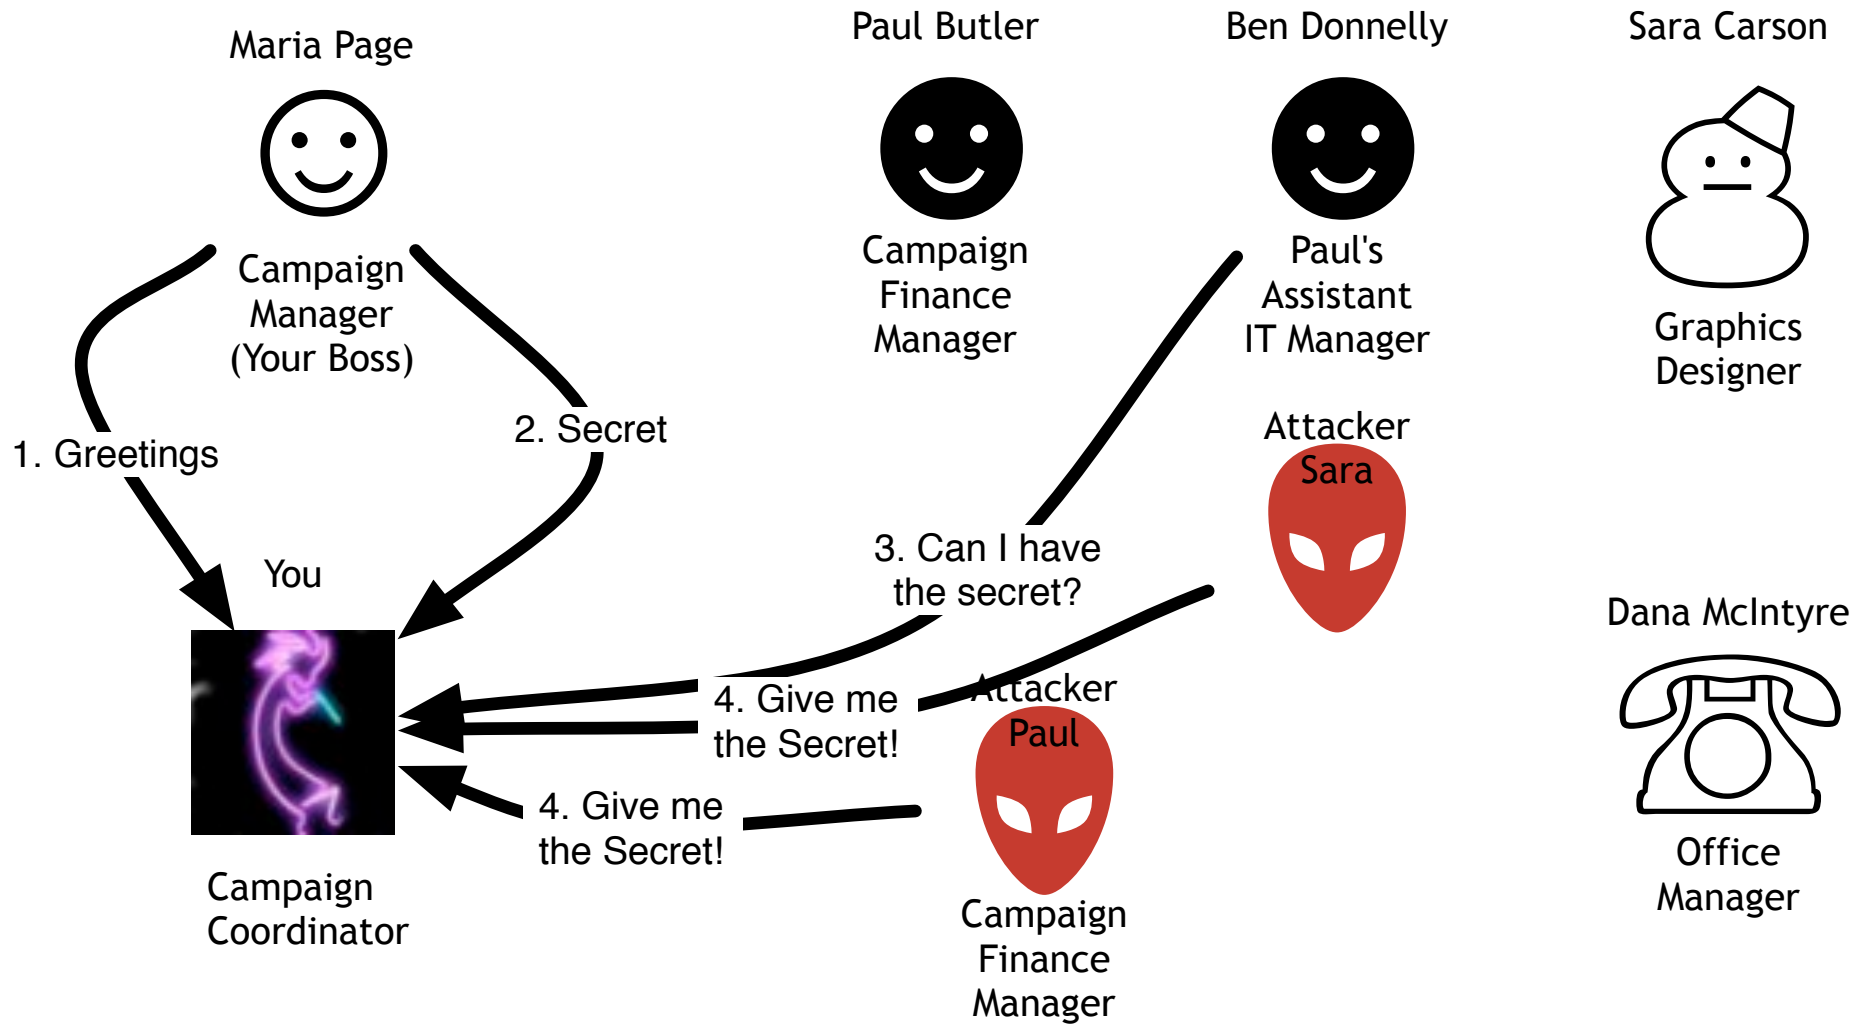 Maria Page
Campaign
Manager
(Your Boss)
Paul Butler
Campaign
Finance
Manager
Ben Donnelly
Paul's
Assistant
IT Manager
Sara Carson
Graphics
Designer
1. Greetings
2. Secret
3. Can I have
the secret?
Attacker
Sara
4. Give me
the Secret!
Attacker
Paul
Campaign
Finance
Manager
4. Give me
the Secret!
You
Campaign
Coordinator
Dana McIntyre
Office
Manager